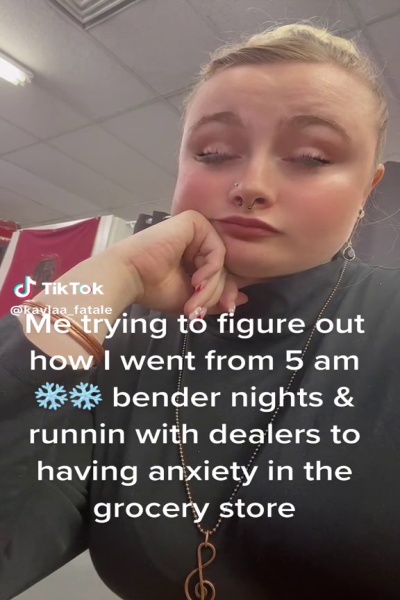 TikTok
@kaylaa_fatale
Me trying to figure out
how I went from 5 am
❄️❄️ bender nights &
runnin with dealers to
having anxiety in the
grocery store